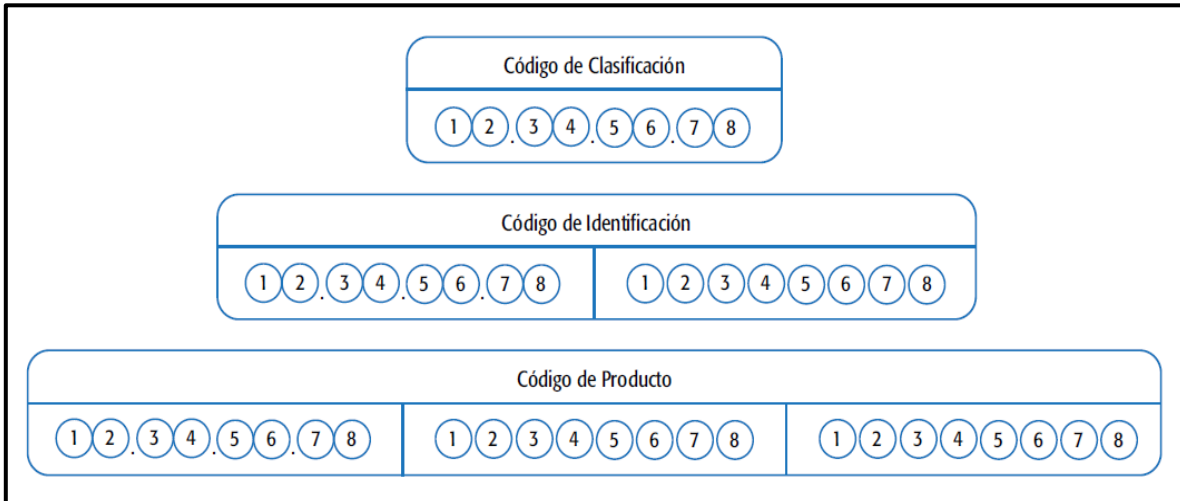 Código de Clasificación
12.34.56.78
Código de Identificación
12.34.56.78 12345678
Código de Producto
12.34.56.78 12345678 12345678